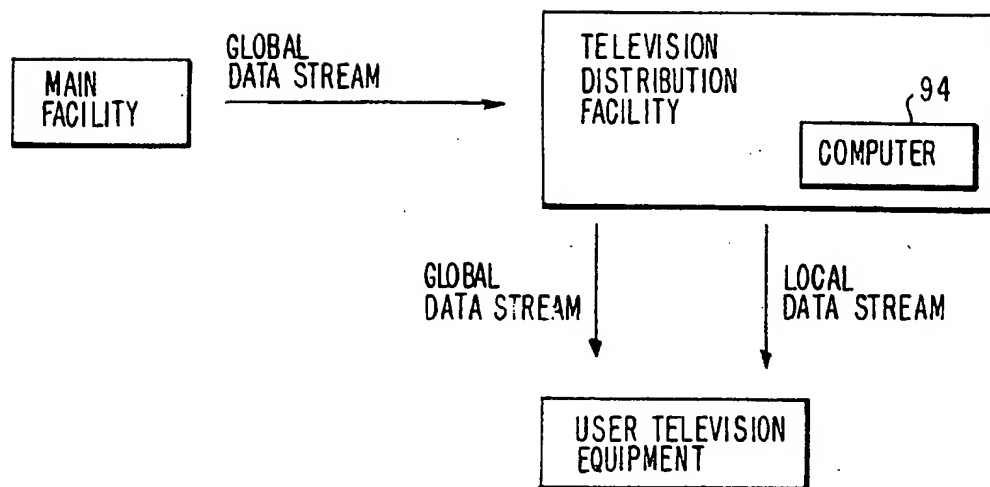 MAIN
FACILITY
GLOBAL
DATA STREAM
TELEVISION
DISTRIBUTION
FACILITY
94
COMPUTER
GLOBAL
DATA STREAM
LOCAL
DATA STREAM
USER TELEVISION
EQUIPMENT